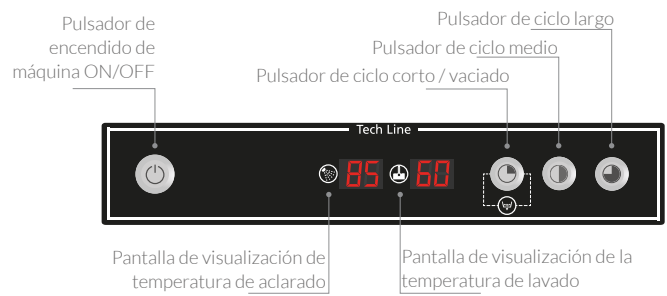 Pulsador de
encendido de
máquina ON/OFF
Pulsador de ciclo largo
Pulsador de ciclo medio
Pulsador de ciclo corto / vaciado
Tech Line
85
60
Pantalla de visualización de
temperatura de aclarado
Pantalla de visualización de la
temperatura de lavado